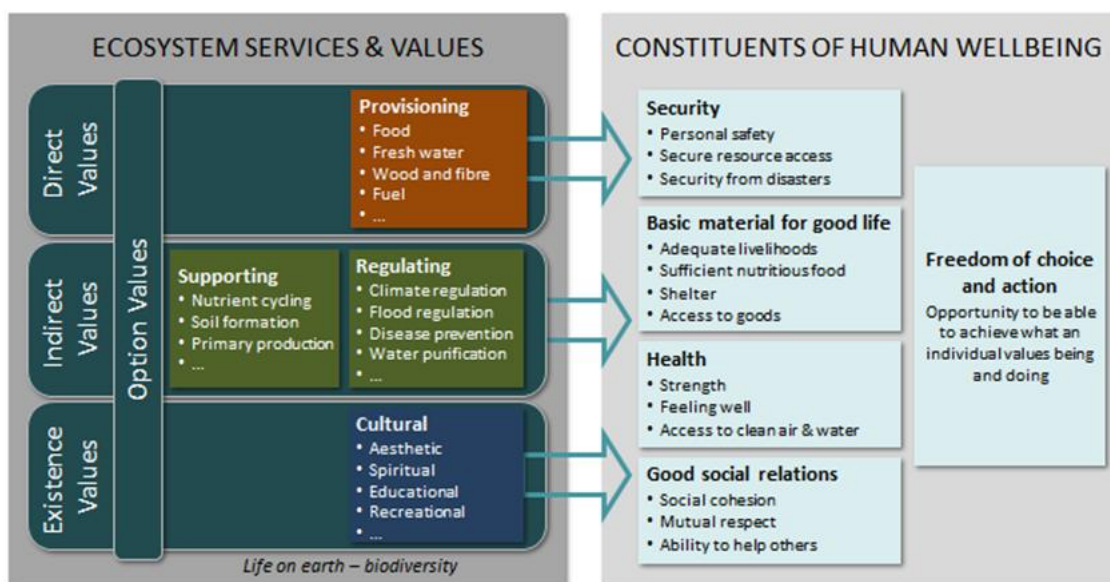 ECOSYSTEM SERVICES & VALUES
Direct
Values
Option Values
Provisioning
• Food
• Fresh water
• Wood and fibre
• Fuel
• ...
Indirect
Values
Supporting
• Nutrient cycling
• Soil formation
• Primary production
• ...
Regulating
• Climate regulation
• Flood regulation
• Disease prevention
• Water purification
• ...
Existence
Values
Cultural
• Aesthetic
• Spiritual
• Educational
• Recreational
• ...
Life on earth – biodiversity
CONSTITUENTS OF HUMAN WELLBEING
Security
• Personal safety
• Secure resource access
• Security from disasters
Basic material for good life
• Adequate livelihoods
• Sufficient nutritious food
• Shelter
• Access to goods
Health
• Strength
• Feeling well
• Access to clean air & water
Good social relations
• Social cohesion
• Mutual respect
• Ability to help others
Freedom of choice
and action
Opportunity to be able
to achieve what an
individual values being
and doing